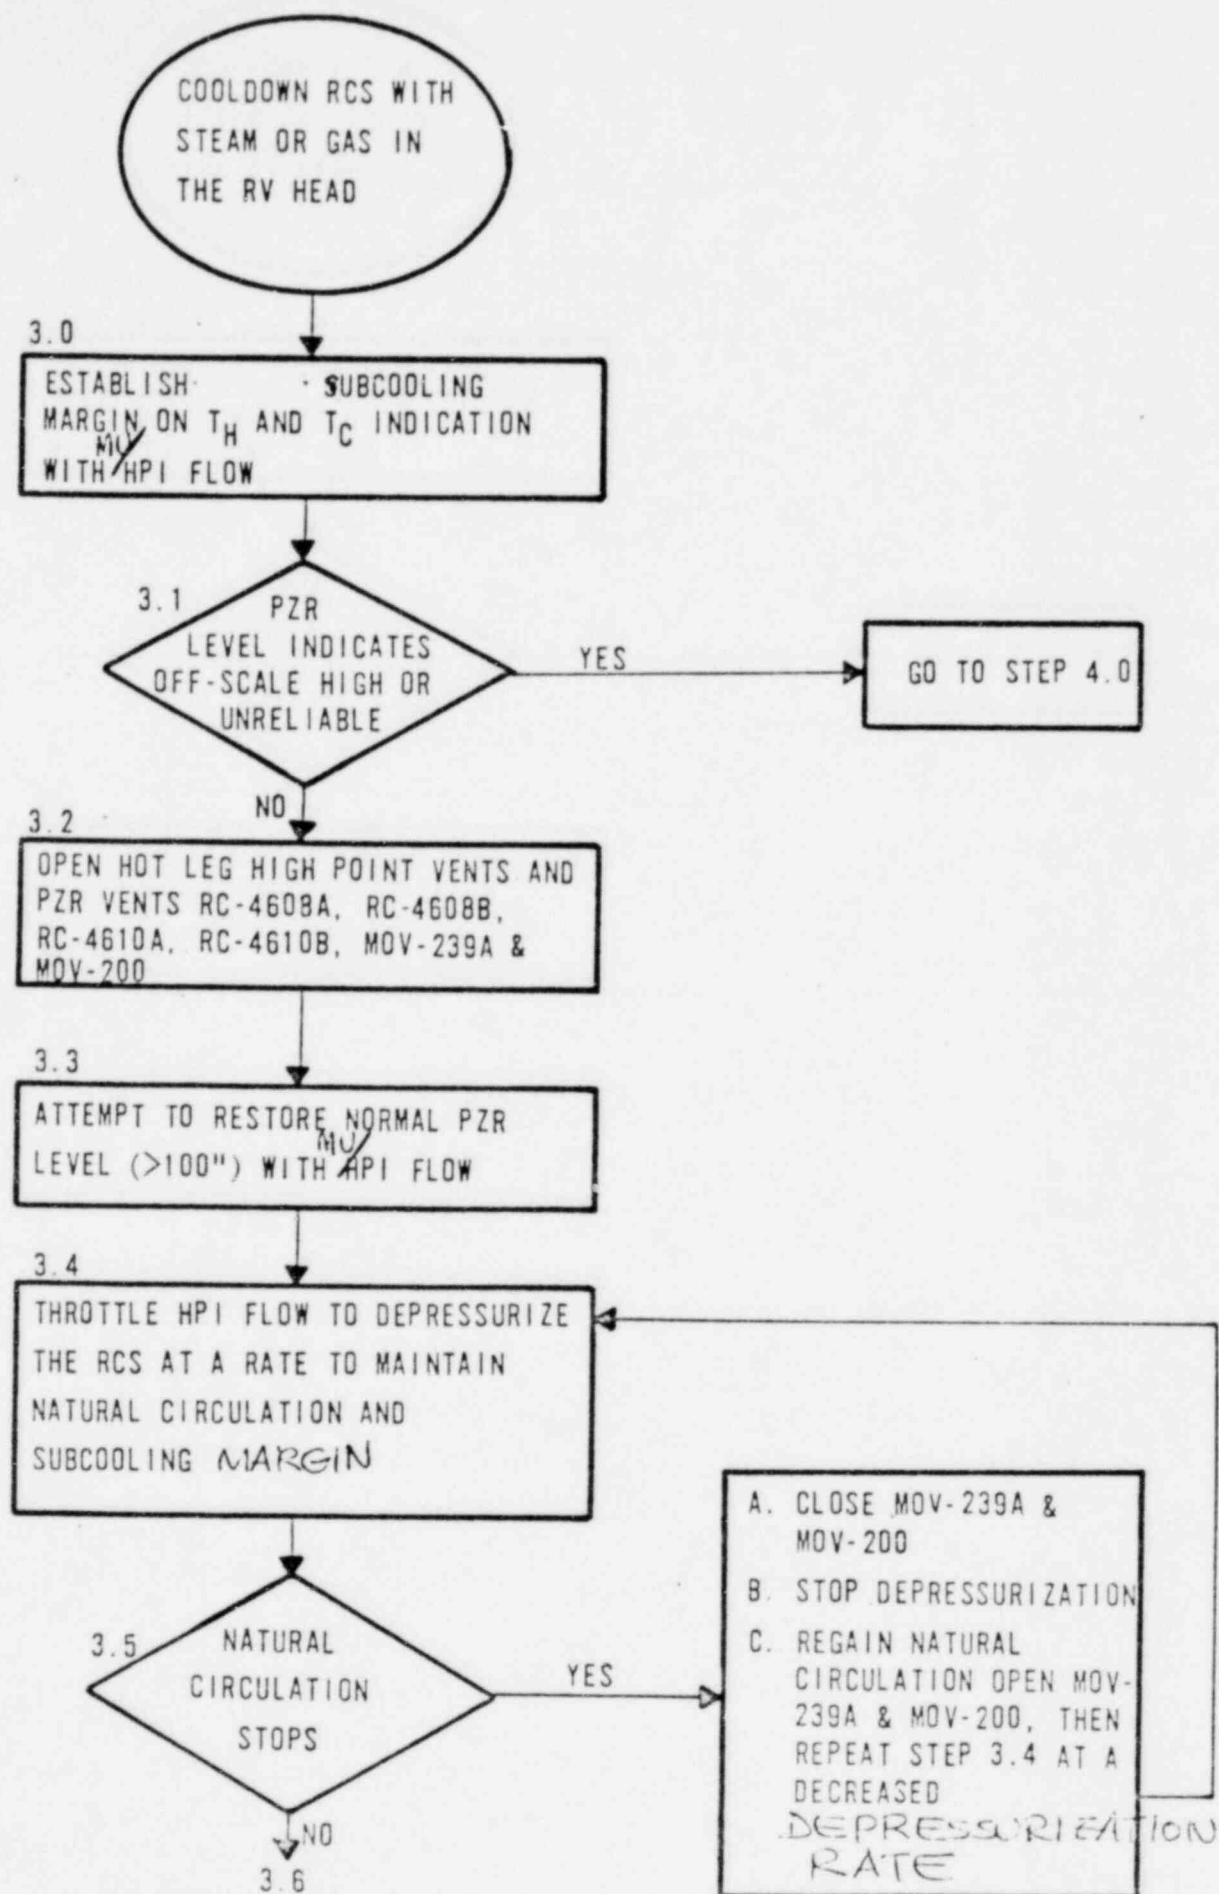 COOLDOWN RCS WITH
STEAM OR GAS IN
THE RV HEAD
3.0
ESTABLISH SUBCOOLING
MARGIN ON TH AND TC INDICATION
WITH MU/HPI FLOW
3.1
PZR
LEVEL INDICATES
OFF-SCALE HIGH OR
UNRELIABLE
YES
GO TO STEP 4.0
NO
3.2
OPEN HOT LEG HIGH POINT VENTS AND
PZR VENTS RC-4608A, RC-4608B,
RC-4610A, RC-4610B, MOV-239A &
MOV-200
3.3
ATTEMPT TO RESTORE NORMAL PZR
LEVEL (>100") WITH MU/HPI FLOW
3.4
THROTTLE HPI FLOW TO DEPRESSURIZE
THE RCS AT A RATE TO MAINTAIN
NATURAL CIRCULATION AND
SUBCOOLING MARGIN
3.5
NATURAL
CIRCULATION
STOPS
YES
A. CLOSE MOV-239A &
MOV-200
B. STOP DEPRESSURIZATION
C. REGAIN NATURAL
CIRCULATION OPEN MOV-
239A & MOV-200, THEN
REPEAT STEP 3.4 AT A
DECREASED
DEPRESSURIZATION
RATE
NO
3.6